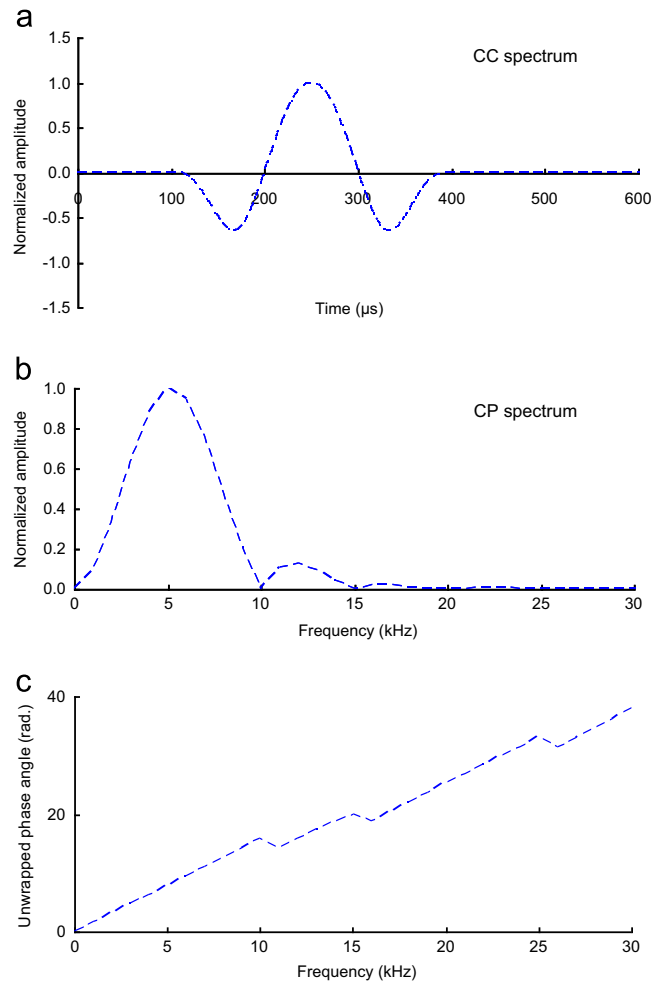 a
1.5
CC spectrum
1.0
0.5
0.0
0 100 200 300 400 500 600
-0.5
-1.0
-1.5
Normalized amplitude
Time (µs)
b
1.0
CP spectrum
0.8
0.6
0.4
0.2
0.0
Normalized amplitude
0 5 10 15 20 25 30
Frequency (kHz)
c
40
20
0
Unwrapped phase angle (rad.)
0 5 10 15 20 25 30
Frequency (kHz)